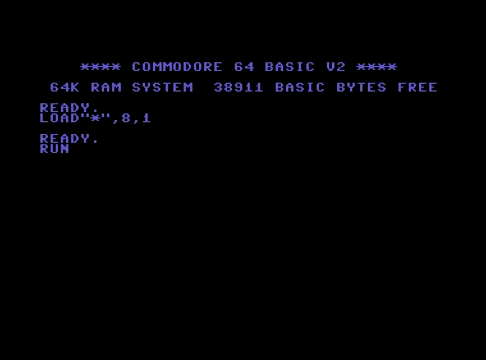 **** COMMODORE 64 BASIC V2 ****
64K RAM SYSTEM  38911 BASIC BYTES FREE
READY.
LOAD"*",8,1
READY.
RUN